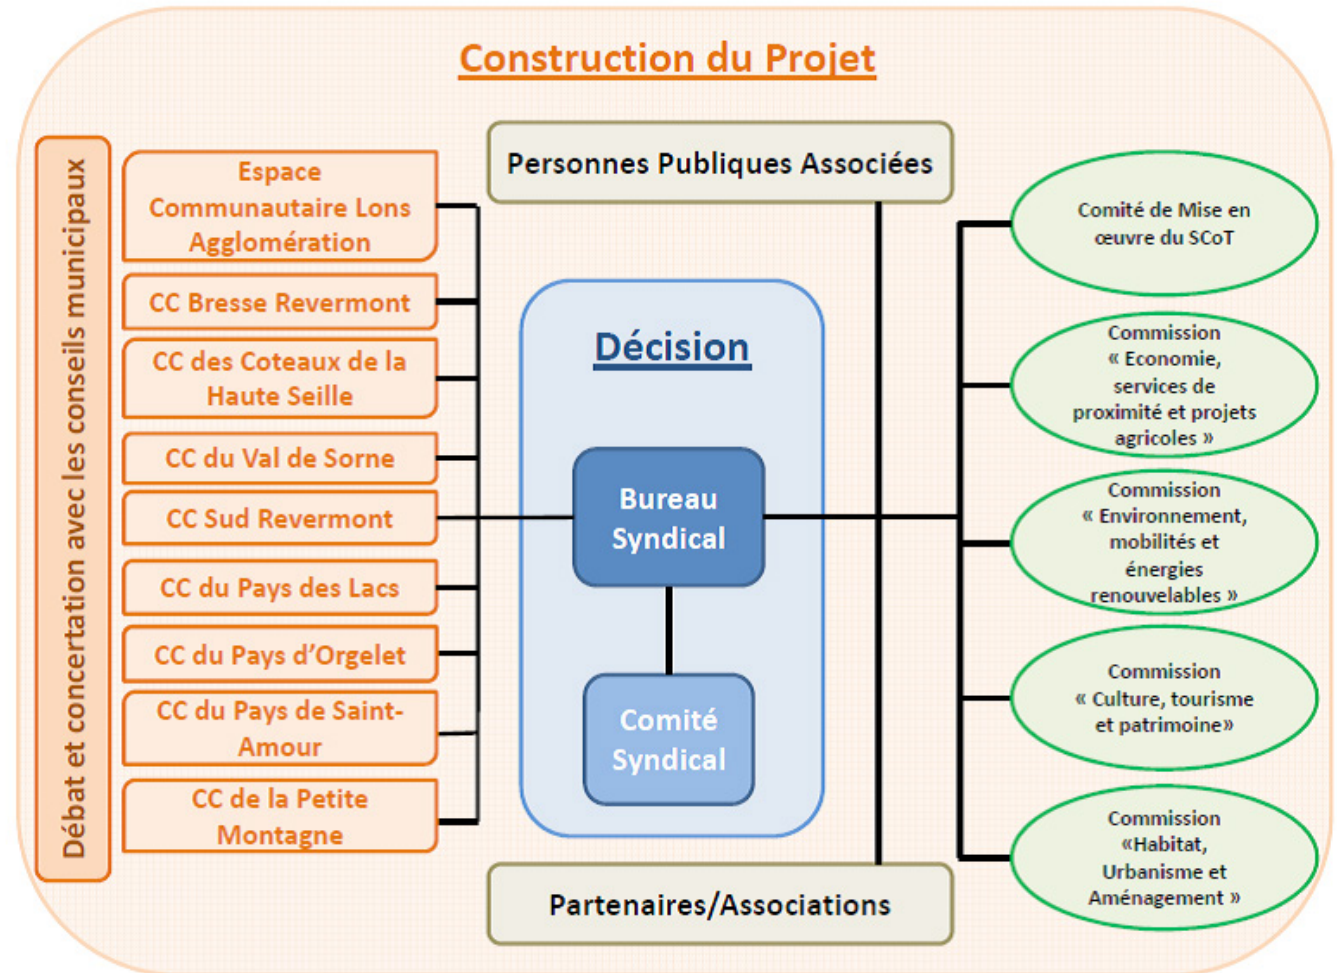 Construction du Projet
Débat et concertation avec les conseils municipaux
Espace
Communautaire Lons
Agglomération
CC Bresse Revermont
CC des Coteaux de la
Haute Seille
CC du Val de Sorne
CC Sud Revermont
CC du Pays des Lacs
CC du Pays d’Orgelet
CC du Pays de Saint-
Amour
CC de la Petite
Montagne
Personnes Publiques Associées
Décision
Bureau
Syndical
Comité
Syndical
Partenaires/Associations
Comité de Mise en
œuvre du SCoT
Commission
« Economie,
services de
proximité et projets
agricoles »
Commission
« Environnement,
mobilités et
énergies
renouvelables »
Commission
« Culture, tourisme
et patrimoine»
Commission
«Habitat,
Urbanisme et
Aménagement »